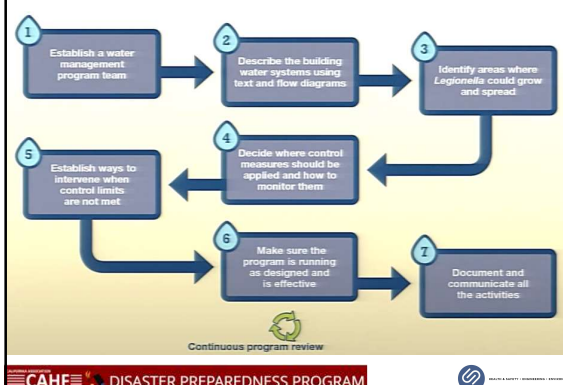 1
Establish a water
management
program team
2
Describe the building
water systems using
text and flow diagrams
3
Identify areas where
Legionella could grow
and spread
4
Decide where control
measures should be
applied and how to
monitor them
5
Establish ways to
intervene when
control limits
are not met
6
Make sure the
program is running
as designed and
is effective
7
Document and
communicate all
the activities
Continuous program review
CALIFORNIA ASSOCIATION
CAHF
DISASTER PREPAREDNESS PROGRAM